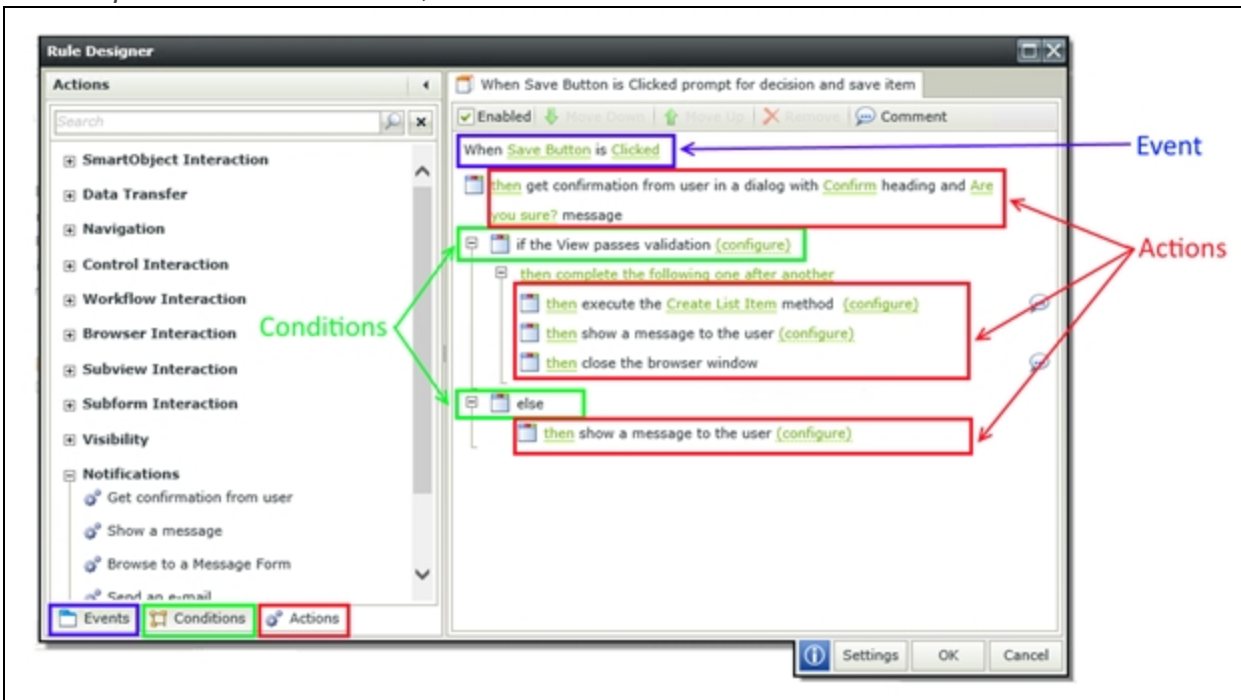 Rule Designer
Actions
When Save Button is Clicked prompt for decision and save item
Search
Enabled Move Down Move Up Remove Comment
When Save Button is Clicked
Event
SmartObject Interaction
then get confirmation from user in a dialog with Confirm heading and Are
you sure? message
Data Transfer
Navigation
if the View passes validation (configure)
Actions
Control Interaction
then complete the following one after another
Workflow Interaction
then execute the Create List Item method (configure)
Browser Interaction
Conditions
then show a message to the user (configure)
Subview Interaction
then close the browser window
Subform Interaction
else
Visibility
then show a message to the user (configure)
Notifications
Get confirmation from user
Show a message
Browse to a Message Form
Send an e-mail
Events Conditions Actions
Settings OK Cancel